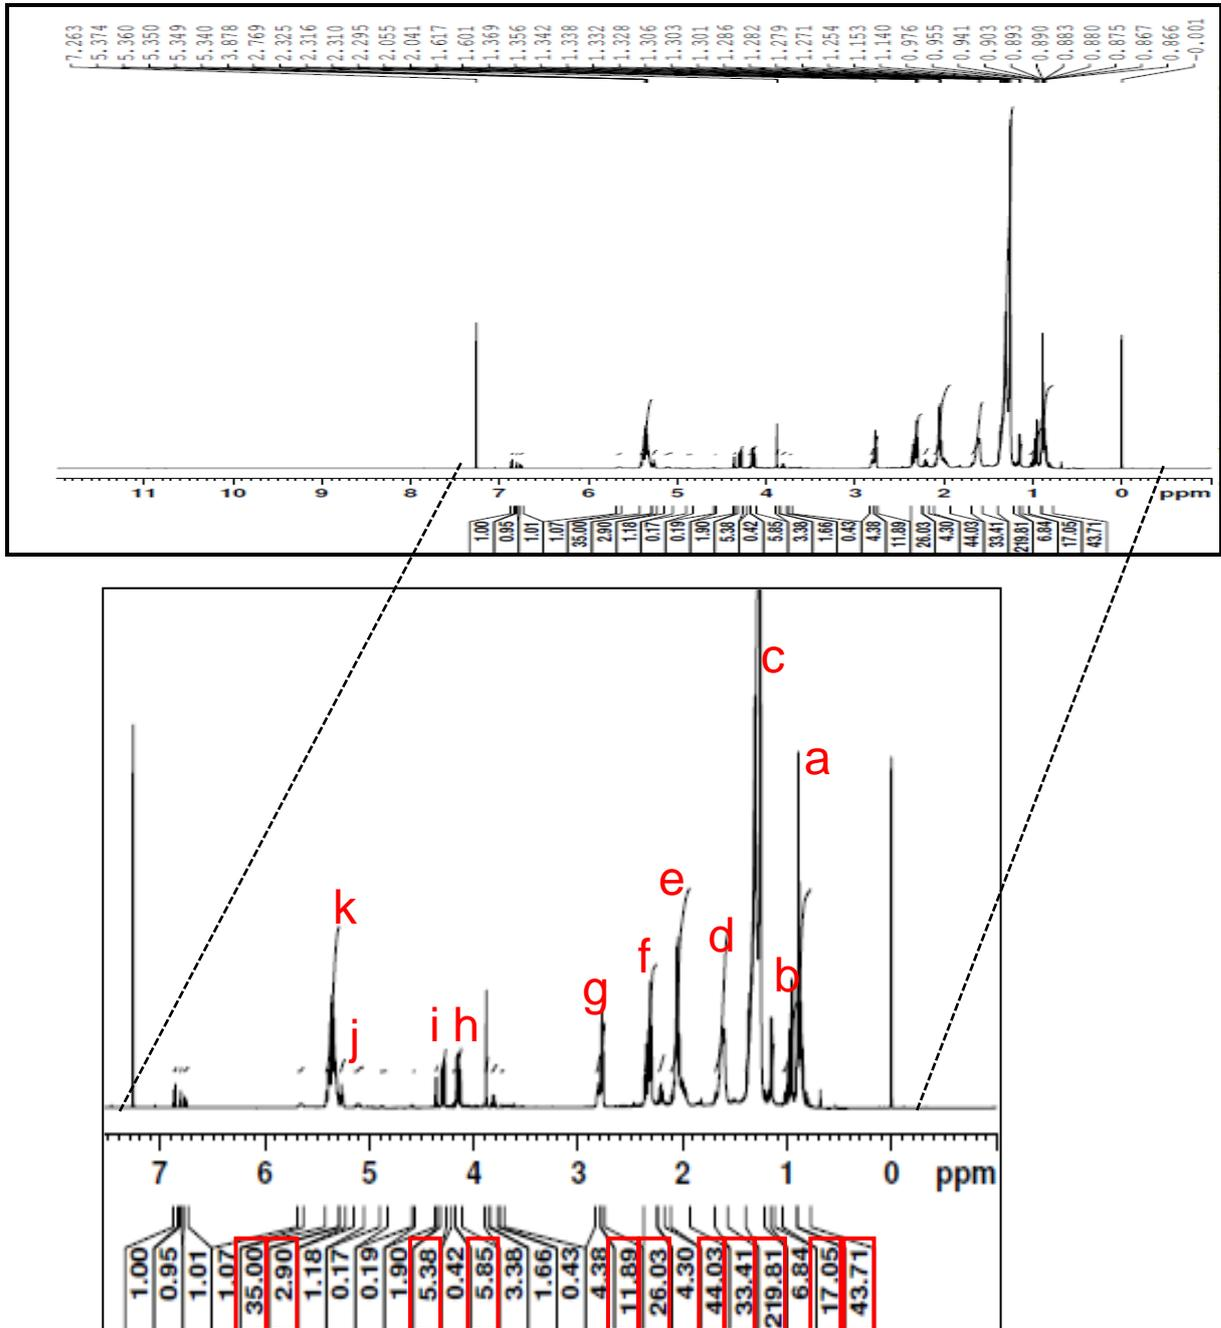 7.263 5.374 5.360 5.350 5.349 5.340 3.878 2.769 2.325 2.316 2.310 2.295 2.055 2.041 1.617 1.601 1.369 1.356 1.342 1.338 1.332 1.328 1.306 1.303 1.301 1.286 1.282 1.279 1.271 1.254 1.153 1.140 0.976 0.955 0.941 0.903 0.893 0.890 0.883 0.880 0.875 0.867 0.866 -0.001
11 10 9 8 7 6 5 4 3 2 1 0 ppm
1.00 0.95 1.01 1.07 35.00 2.90 1.18 0.17 0.19 1.90 5.38 0.42 5.85 3.38 1.66 0.43 4.38 11.89 26.03 4.30 44.03 33.41 219.81 6.84 17.05 43.71
c
a
e
k
d
f
b
g
i h
j
7 6 5 4 3 2 1 0 ppm
1.00 0.95 1.01 1.07 35.00 2.90 1.18 0.17 0.19 1.90 5.38 0.42 5.85 3.38 1.66 0.43 4.38 11.89 26.03 4.30 44.03 33.41 219.81 6.84 17.05 43.71